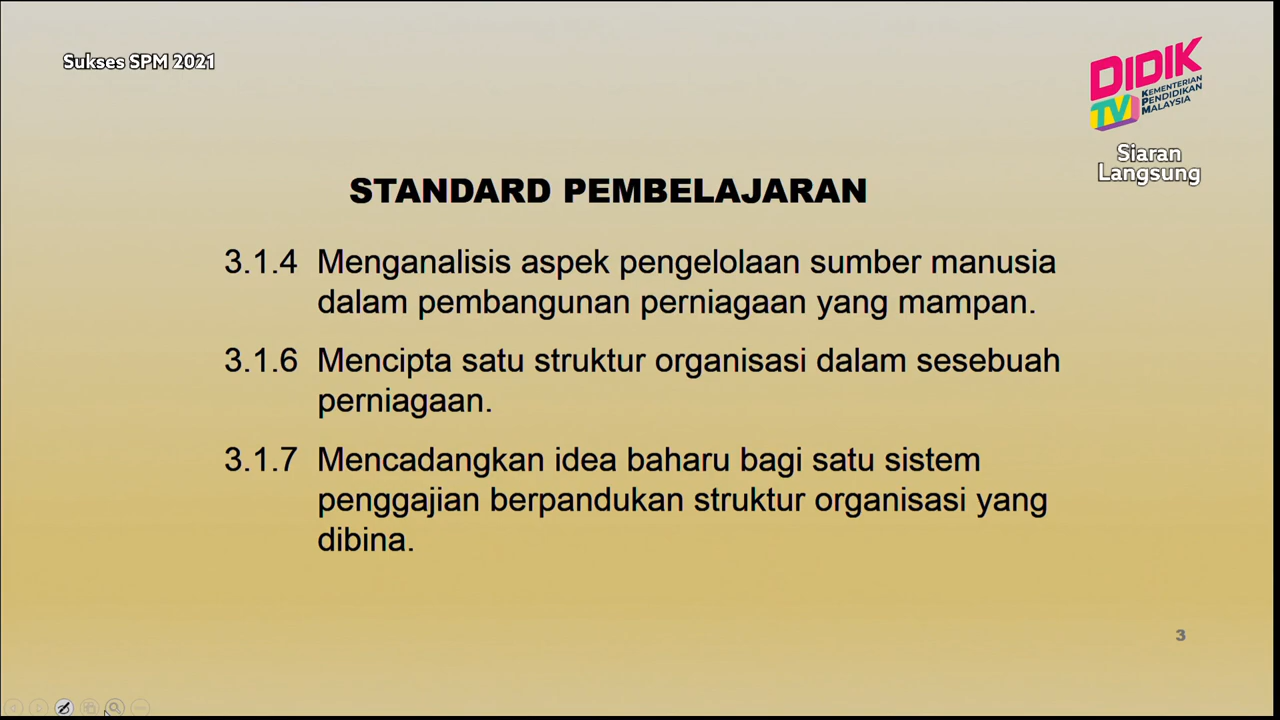 Sukses SPM 2021
DIDIK
TV
KEMENTERIAN
PENDIDIKAN
MALAYSIA
Siaran
Langsung
STANDARD PEMBELAJARAN
3.1.4 Menganalisis aspek pengelolaan sumber manusia
dalam pembangunan perniagaan yang mampan.
3.1.6 Mencipta satu struktur organisasi dalam sesebuah
perniagaan.
3.1.7 Mencadangkan idea baharu bagi satu sistem
penggajian berpandukan struktur organisasi yang
dibina.
3